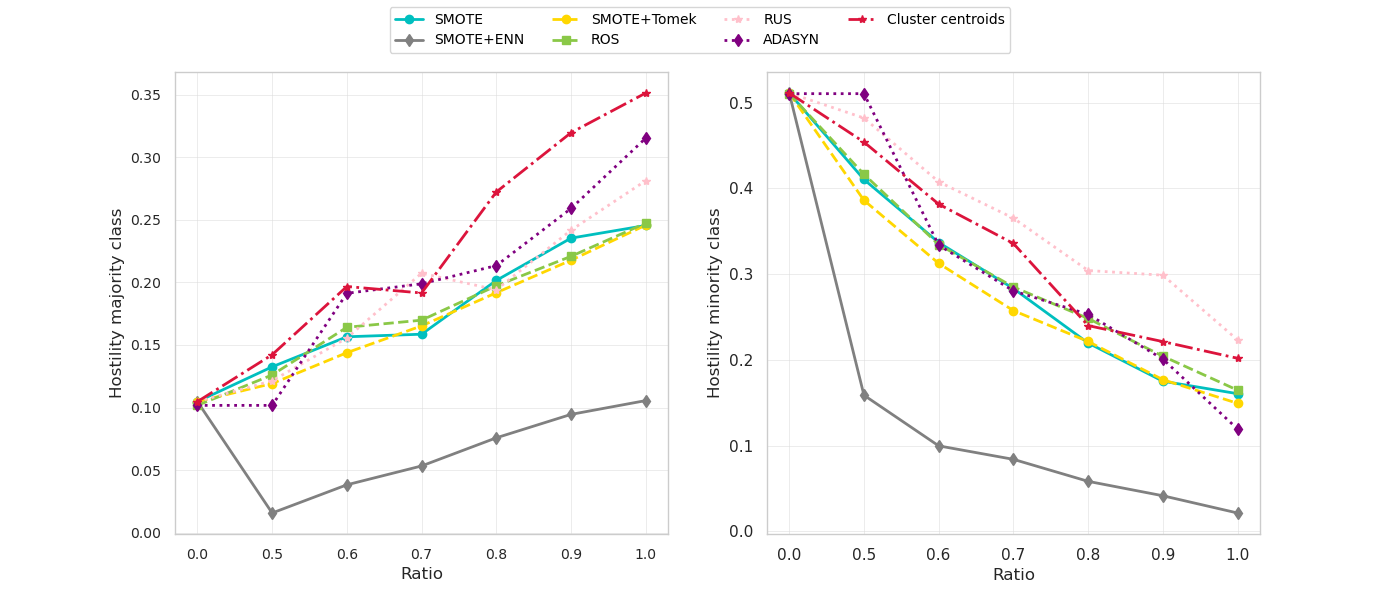 SMOTE SMOTE+Tomek RUS Cluster centroids
SMOTE+ENN ROS ADASYN
Hostility majority class
0.35
0.30
0.25
0.20
0.15
0.10
0.05
0.00
0.0 0.5 0.6 0.7 0.8 0.9 1.0
Ratio
Hostility minority class
0.5
0.4
0.3
0.2
0.1
0.0
0.0 0.5 0.6 0.7 0.8 0.9 1.0
Ratio